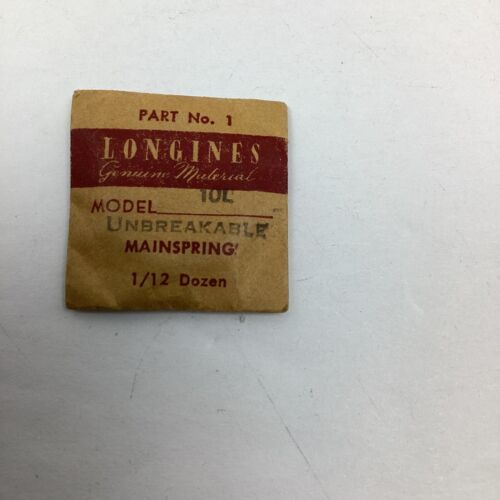 PART No. 1
LONGINES
Genuine Material
10L
MODEL
UNBREAKABLE
MAINSPRING
1/12 Dozen